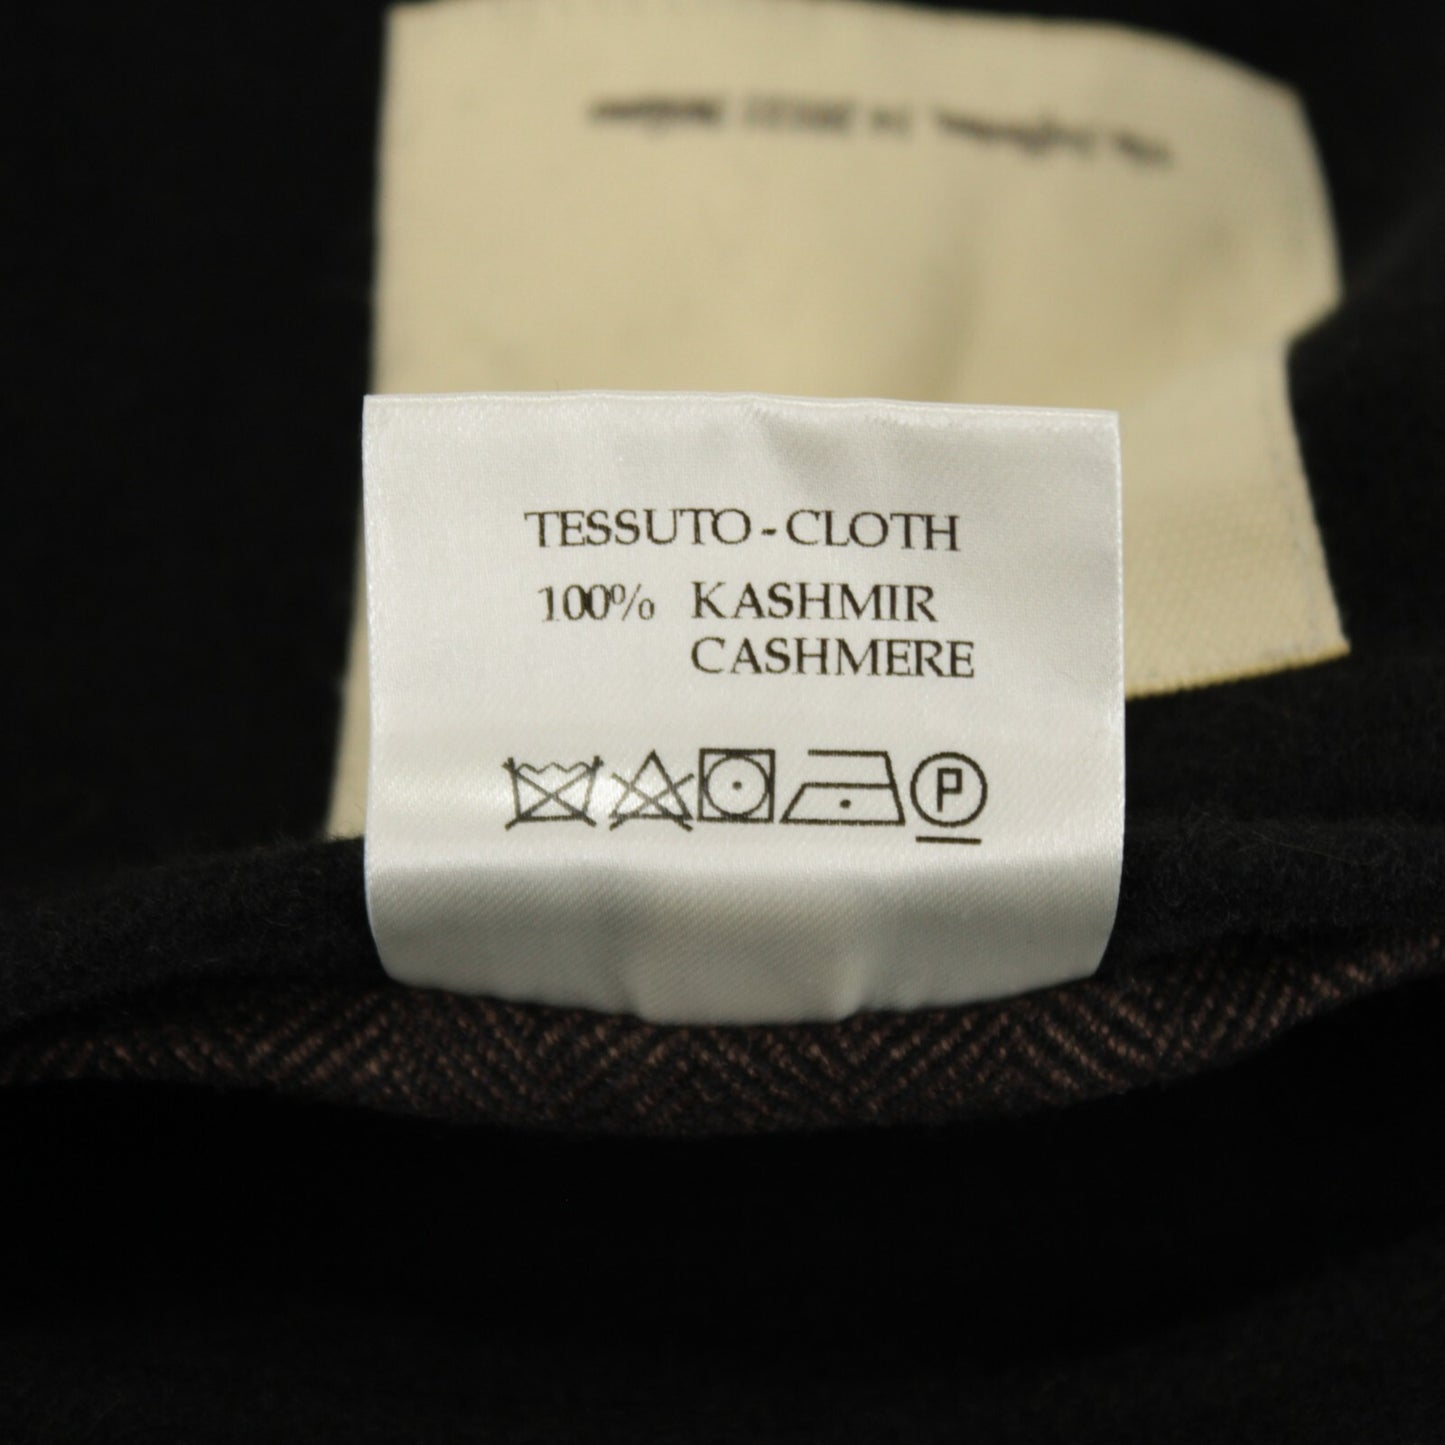 TESSUTO - CLOTH
100% KASHMIR
CASHMERE
P